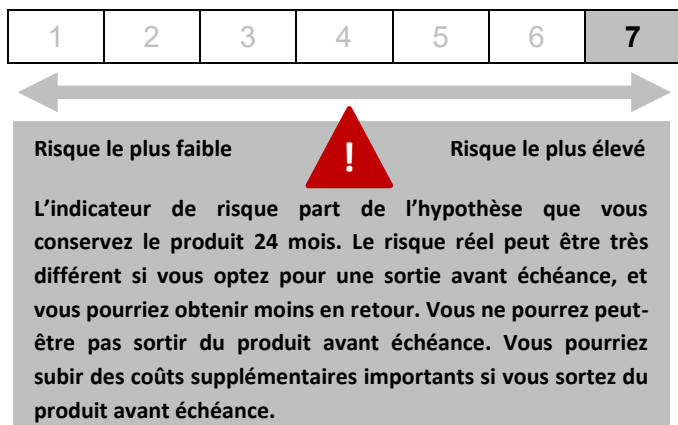 1 2 3 4 5 6 7
!
Risque le plus faible Risque le plus élevé
L’indicateur de risque part de l’hypothèse que vous
conservez le produit 24 mois. Le risque réel peut être très
différent si vous optez pour une sortie avant échéance, et
vous pourriez obtenir moins en retour. Vous ne pourrez peut-
être pas sortir du produit avant échéance. Vous pourriez
subir des coûts supplémentaires importants si vous sortez du
produit avant échéance.